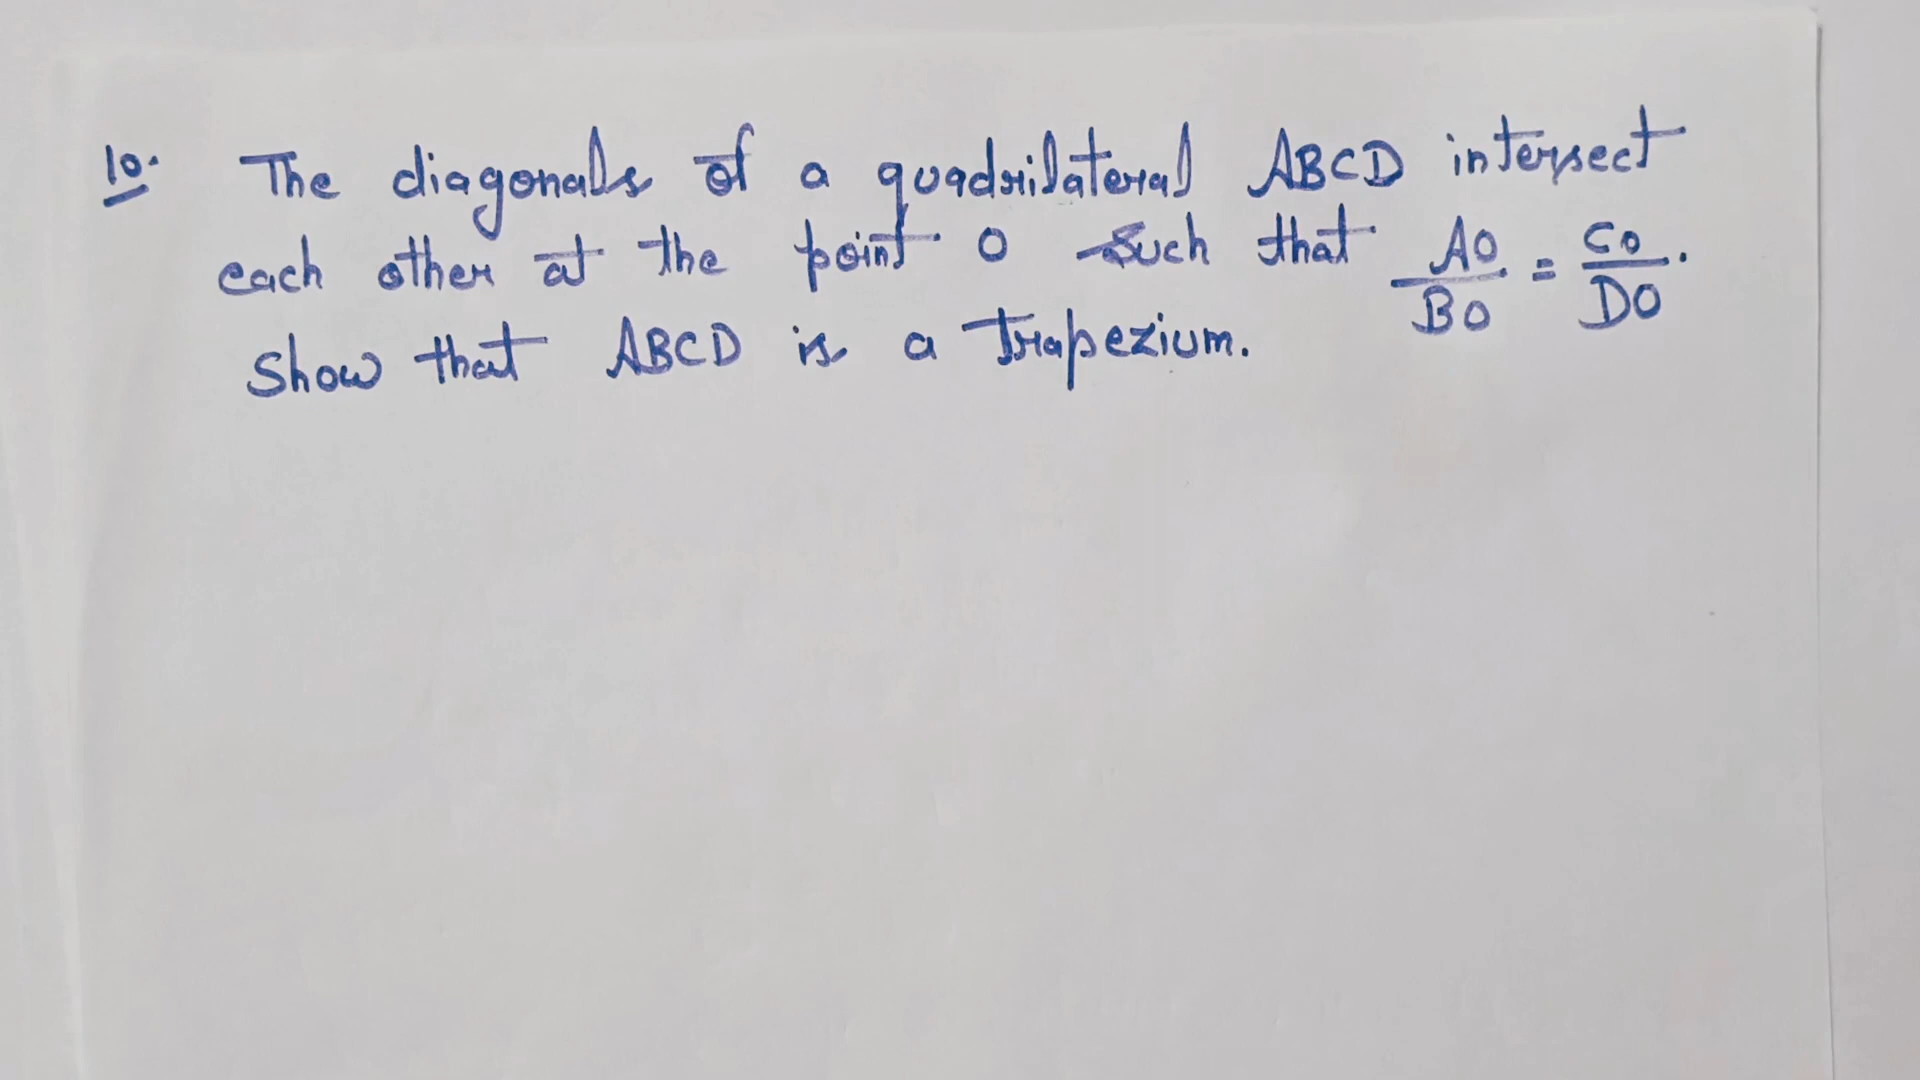 10. The diagonals of a quadrilateral ABCD intersect
each other at the point O such that AO/BO = CO/DO.
Show that ABCD is a Trapezium.